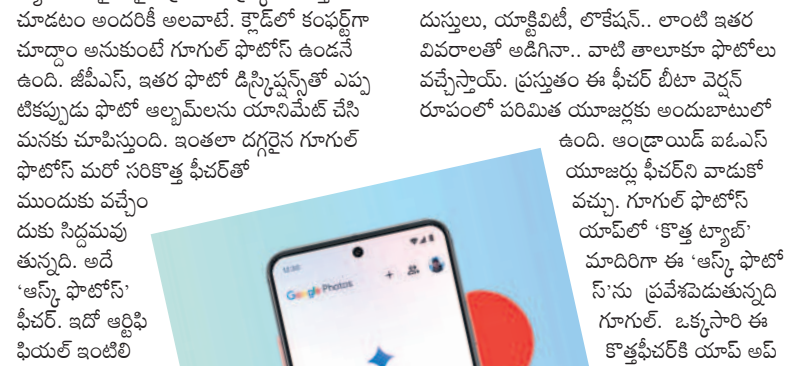 చూడటం అందరికీ అలవాటే. క్లౌడ్‌లో కంఫర్ట్‌గా
చూద్దాం అనుకుంటే గూగుల్ ఫొటోస్ ఉండనే
ఉంది. జీపీఎస్, ఇతర ఫొటో డిస్క్రిప్షన్స్‌తో ఎప్ప
టికప్పుడు ఫొటో ఆల్బమ్‌లను యానిమేట్ చేసి
మనకు చూపిస్తుంది. ఇంతలా దగ్గరైన గూగుల్
ఫొటోస్ మరో సరికొత్త ఫీచర్‌తో
ముందుకు వచ్చేం
దుకు సిద్ధమవు
తున్నది. అదే
‘ఆస్క్ ఫొటోస్’
ఫీచర్. ఇదో ఆర్టిఫి
ఫియల్ ఇంటిలి
దుస్తులు, యాక్టివిటీ, లొకేషన్.. లాంటి ఇతర
వివరాలతో అడిగినా.. వాటి తాలూకూ ఫొటోలు
వచ్చేస్తాయ్. ప్రస్తుతం ఈ ఫీచర్ బీటా వెర్షన్
రూపంలో పరిమిత యూజర్లకు అందుబాటులో
ఉంది. ఆండ్రాయిడ్ ఐఓఎస్
యూజర్లు ఫీచర్‌ని వాడుకో
వచ్చు. గూగుల్ ఫొటోస్
యాప్‌లో ‘కొత్త ట్యాబ్’
మాదిరిగా ఈ ‘ఆస్క్ ఫొటో
స్’ను ప్రవేశపెడుతున్నది
గూగుల్. ఒక్కసారి ఈ
కొత్తఫీచర్‌కి యాప్ అప్
12:00
Google Photos